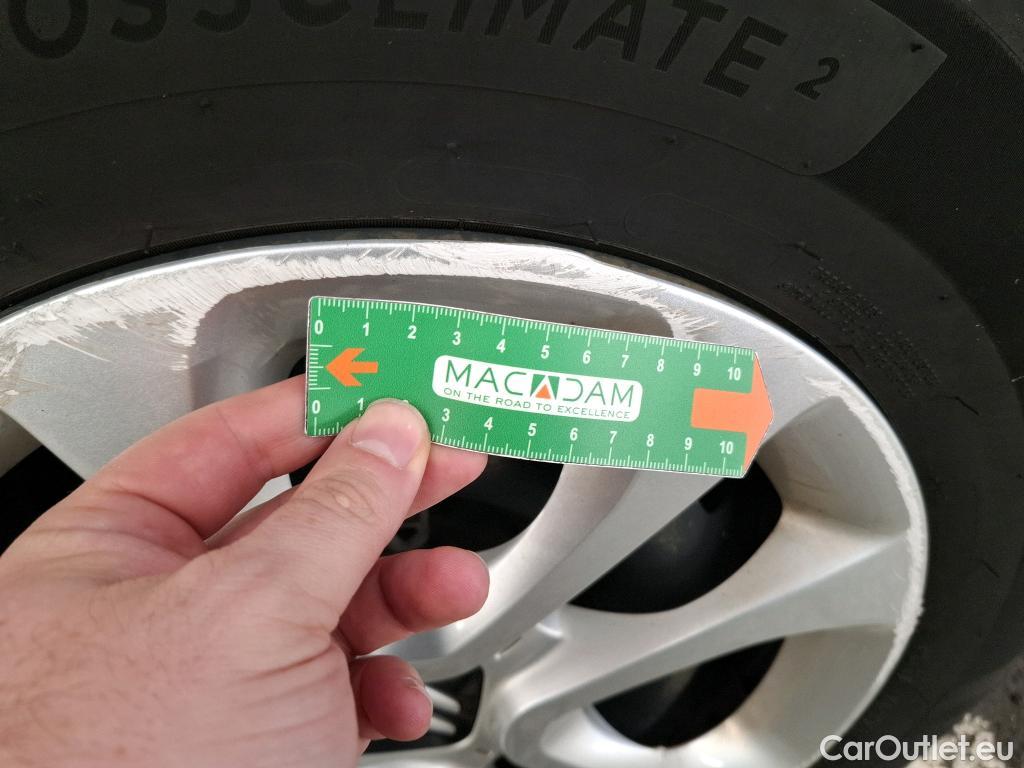 OSSCLIMATE 2
0 1 2 3 4 5 6 7 8 9 10
MACADAM
ON THE ROAD TO EXCELLENCE
0 1 3 4 5 6 7 8 9 10
CarOutlet.eu